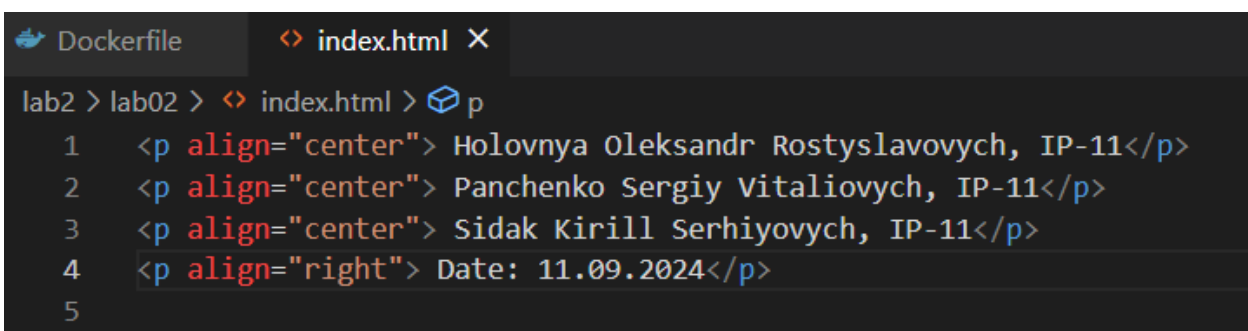 Dockerfile index.html
lab2 > lab02 > index.html > p
1 <p align="center"> Holovnya Oleksandr Rostyslavovych, IP-11</p>
2 <p align="center"> Panchenko Sergiy Vitaliovych, IP-11</p>
3 <p align="center"> Sidak Kirill Serhiyovych, IP-11</p>
4 <p align="right"> Date: 11.09.2024</p>
5